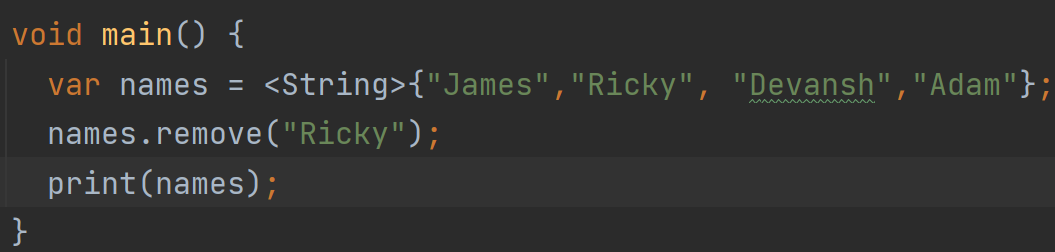 void main() {
  var names = <String>{"James","Ricky", "Devansh","Adam"};
  names.remove("Ricky");
  print(names);
}